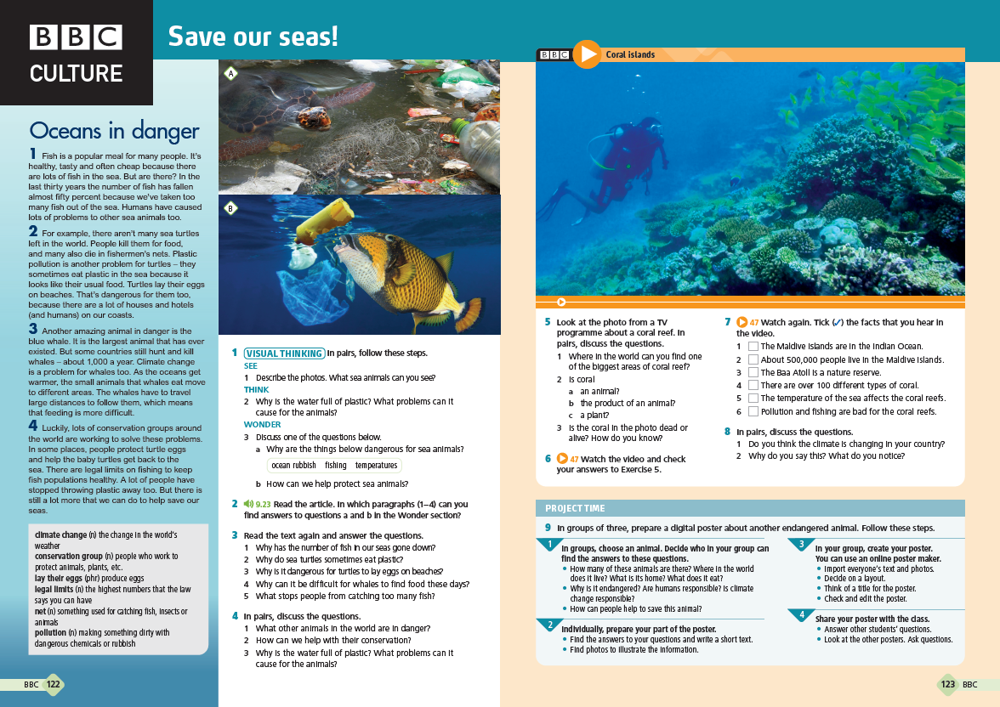 BBC
CULTURE
Save our seas!
Oceans in danger
1 Fish is a popular meal for many people. It's
healthy, tasty and often cheap because there
are lots of fish in the sea. But are there? In the
last thirty years the number of fish has fallen
almost fifty percent because we've taken too
many fish out of the sea. Humans have caused
lots of problems to other sea animals too.
2 For example, there aren't many sea turtles
left in the world. People kill them for food,
and many also die in fishermen's nets. Plastic
pollution is another problem for turtles – they
sometimes eat plastic in the sea because it
looks like their usual food. Turtles lay their eggs
on beaches. That's dangerous for them too,
because there are a lot of houses and hotels
(and humans) on our coasts.
3 Another amazing animal in danger is the
blue whale. It is the largest animal that has ever
existed. But some countries still hunt and kill
whales – about 1,000 a year. Climate change
is a problem for whales too. As the oceans get
warmer, the small animals that whales eat move
to different areas. The whales have to travel
large distances to follow them, which means
that feeding is more difficult.
4 Luckily, lots of conservation groups around
the world are working to solve these problems.
In some places, people protect turtle eggs
and help the baby turtles get back to the
sea. There are legal limits on fishing to keep
fish populations healthy. A lot of people have
stopped throwing plastic away too. But there is
still a lot more that we can do to help save our
seas.
climate change (n) the change in the world's
weather
conservation group (n) people who work to
protect animals, plants, etc.
lay their eggs (phr) produce eggs
legal limits (n) the highest numbers that the law
says you can have
net (n) something used for catching fish, insects or
animals
pollution (n) making something dirty with
dangerous chemicals or rubbish
BBC 122
A
B
1 VISUAL THINKING In pairs, follow these steps.
SEE
1 Describe the photos. What sea animals can you see?
THINK
2 Why is the water full of plastic? What problems can it
cause for the animals?
WONDER
3 Discuss one of the questions below.
a Why are the things below dangerous for sea animals?
ocean rubbish fishing temperatures
b How can we help protect sea animals?
2 9.23 Read the article. In which paragraphs (1–4) can you
find answers to questions a and b in the Wonder section?
3 Read the text again and answer the questions.
1 Why has the number of fish in our seas gone down?
2 Why do sea turtles sometimes eat plastic?
3 Why is it dangerous for turtles to lay eggs on beaches?
4 Why can it be difficult for whales to find food these days?
5 What stops people from catching too many fish?
4 In pairs, discuss the questions.
1 What other animals in the world are in danger?
2 How can we help with their conservation?
3 Why is the water full of plastic? What problems can it
cause for the animals?
BBC Coral islands
5 Look at the photo from a TV
programme about a coral reef. In
pairs, discuss the questions.
1 Where in the world can you find one
of the biggest areas of coral reef?
2 Is coral
a an animal?
b the product of an animal?
c a plant?
3 Is the coral in the photo dead or
alive? How do you know?
6 47 Watch the video and check
your answers to Exercise 5.
7 47 Watch again. Tick (✓) the facts that you hear in
the video.
1 The Maldive Islands are in the Indian Ocean.
2 About 500,000 people live in the Maldive Islands.
3 The Baa Atoll is a nature reserve.
4 There are over 100 different types of coral.
5 The temperature of the sea affects the coral reefs.
6 Pollution and fishing are bad for the coral reefs.
8 In pairs, discuss the questions.
1 Do you think the climate is changing in your country?
2 Why do you say this? What do you notice?
PROJECT TIME
9 In groups of three, prepare a digital poster about another endangered animal. Follow these steps.
1 In groups, choose an animal. Decide who in your group can
find the answers to these questions.
• How many of these animals are there? Where in the world
does it live? What is its home? What does it eat?
• Why is it endangered? Are humans responsible? Is climate
change responsible?
• How can people help to save this animal?
2 Individually, prepare your part of the poster.
• Find the answers to your questions and write a short text.
• Find photos to illustrate the information.
3 In your group, create your poster.
You can use an online poster maker.
• Import everyone's text and photos.
• Decide on a layout.
• Think of a title for the poster.
• Check and edit the poster.
4 Share your poster with the class.
• Answer other students' questions.
• Look at the other posters. Ask questions.
123 BBC